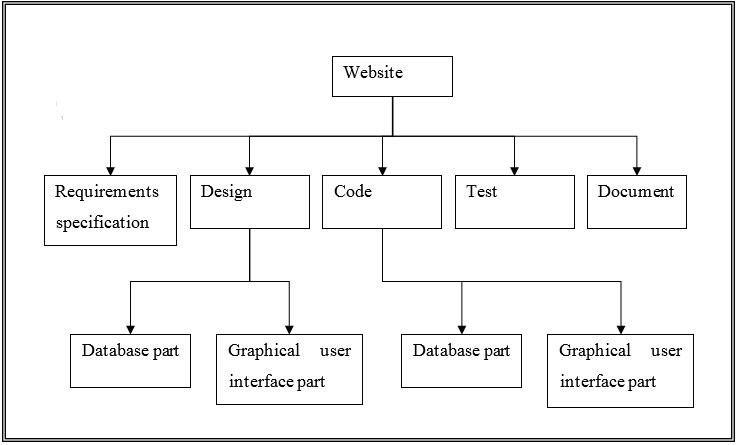 Website
Requirements
specification
Design
Code
Test
Document
Database part
Graphical user
interface part
Database part
Graphical user
interface part